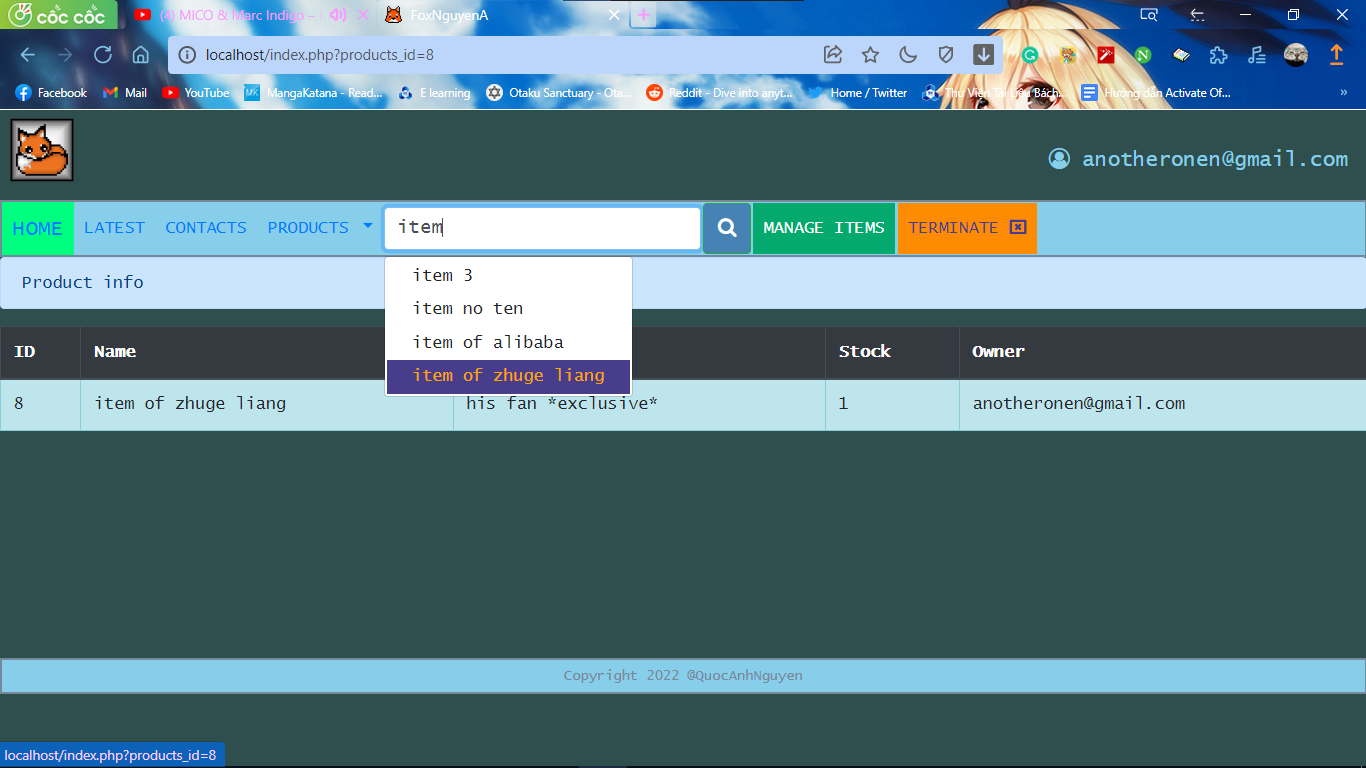 cốc cốc MICO & Marc Indigo – FoxNguyenA
localhost/index.php?products_id=8
Facebook Mail YouTube MangaKatana - Read... E learning Otaku Sanctuary - Ota... Reddit - Dive into anyt... Home / Twitter Thư Viện Tài Liệu Bách... Hướng dẫn Activate Of... »
anotheronen@gmail.com
HOME LATEST CONTACTS PRODUCTS item MANAGE ITEMS TERMINATE
item 3
item no ten
item of alibaba
item of zhuge liang
Product info
ID Name Stock Owner
8 item of zhuge liang his fan *exclusive* 1 anotheronen@gmail.com
Copyright 2022 @QuocAnhNguyen
localhost/index.php?products_id=8